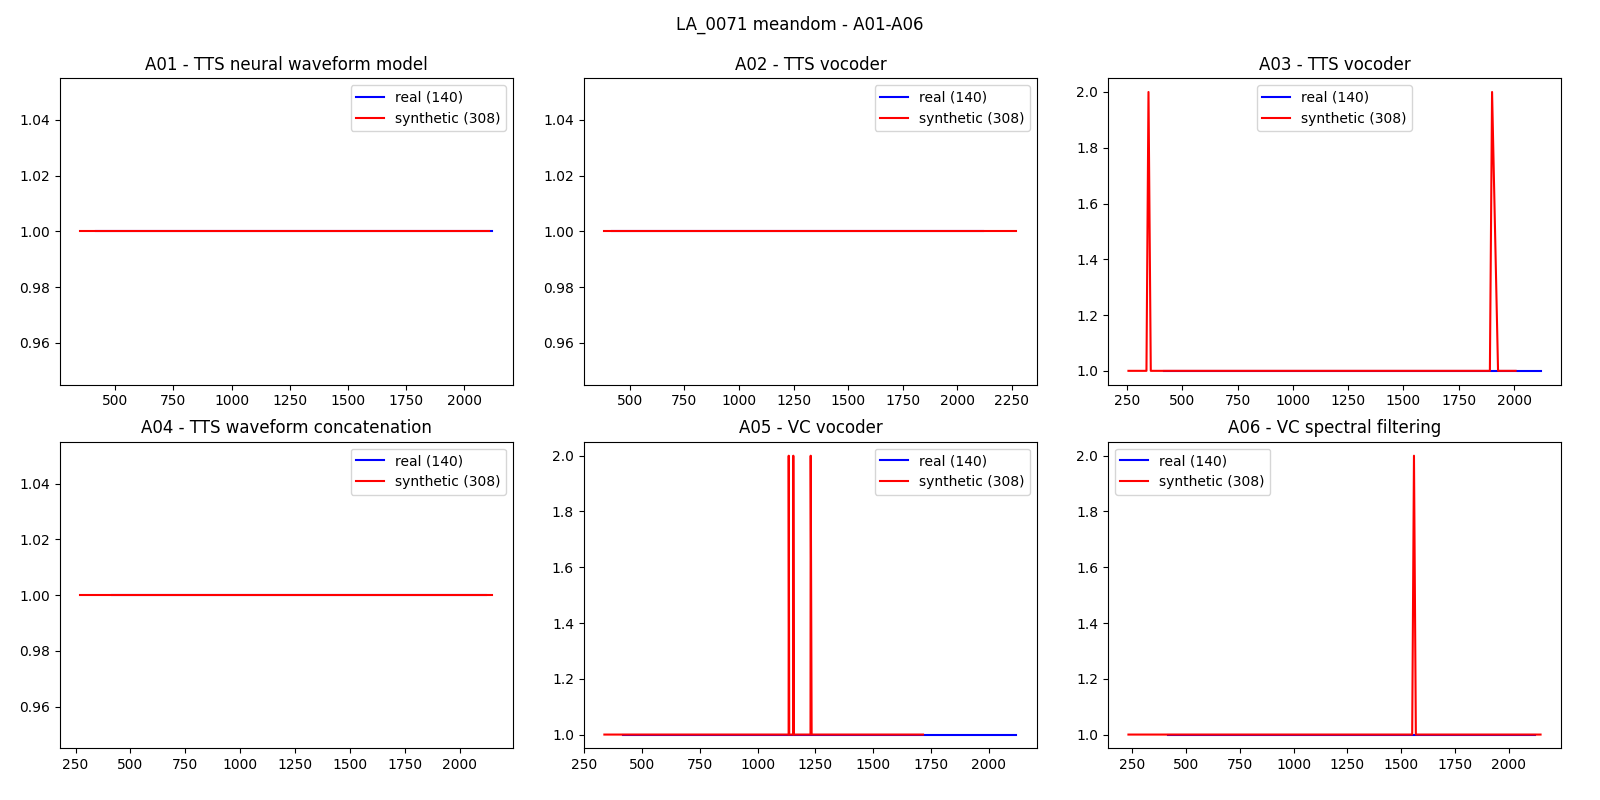 LA_0071 meandom - A01-A06
A01 - TTS neural waveform model
real (140)
synthetic (308)
1.04
1.02
1.00
0.98
0.96
500 750 1000 1250 1500 1750 2000
A02 - TTS vocoder
real (140)
synthetic (308)
1.04
1.02
1.00
0.98
0.96
500 750 1000 1250 1500 1750 2000 2250
A03 - TTS vocoder
real (140)
synthetic (308)
2.0
1.8
1.6
1.4
1.2
1.0
250 500 750 1000 1250 1500 1750 2000
A04 - TTS waveform concatenation
real (140)
synthetic (308)
1.04
1.02
1.00
0.98
0.96
250 500 750 1000 1250 1500 1750 2000
A05 - VC vocoder
real (140)
synthetic (308)
2.0
1.8
1.6
1.4
1.2
1.0
250 500 750 1000 1250 1500 1750 2000
A06 - VC spectral filtering
real (140)
synthetic (308)
2.0
1.8
1.6
1.4
1.2
1.0
250 500 750 1000 1250 1500 1750 2000